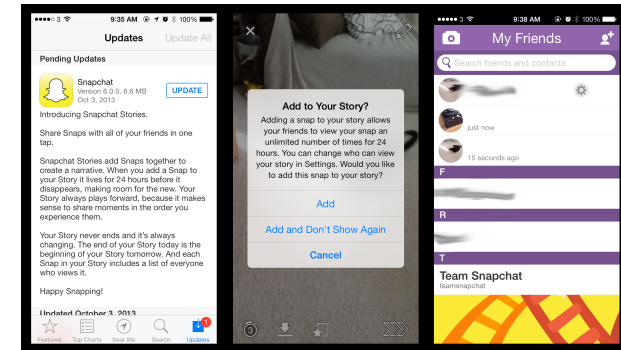 3 9:35 AM 100%
Updates Update All
Pending Updates
Snapchat
Version 6.0.0, 6.6 MB
Oct 3, 2013
UPDATE
Introducing Snapchat Stories.
Share Snaps with all of your friends in one
tap.
Snapchat Stories add Snaps together to
create a narrative. When you add a Snap to
your Story it lives for 24 hours before it
disappears, making room for the new. Your
Story always plays forward, because it makes
sense to share moments in the order you
experience them.
Your Story never ends and it's always
changing. The end of your Story today is the
beginning of your Story tomorrow. And each
Snap in your Story includes a list of everyone
who views it.
Happy Snapping!
Updated October 3, 2013
Featured Top Charts Near Me Search Updates
1
Add to Your Story?
Adding a snap to your story allows
your friends to view your snap an
unlimited number of times for 24
hours. You can change who can view
your story in Settings. Would you like
to add this snap to your story?
Add
Add and Don't Show Again
Cancel
3
3 9:38 AM 100%
My Friends
Search friends and contacts
just now
15 seconds ago
F
R
T
Team Snapchat
teamsnapchat